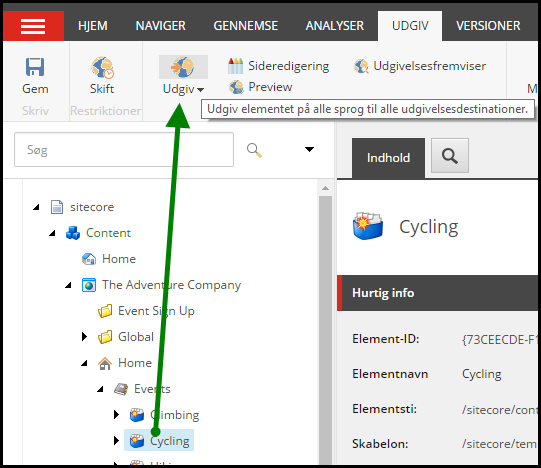 HJEM NAVIGER GENNEMSE ANALYSER UDGIV VERSIONER
Gem Skift Udgiv Sideredigering Udgivelsesfremviser
Preview
Skriv Restriktioner
Udgiv elementet på alle sprog til alle udgivelsesdestinationer.
Søg
Indhold
sitecore
Content
Home
The Adventure Company
Event Sign Up
Global
Home
Events
Climbing
Cycling
Cycling
Hurtig info
Element-ID: {73CEECDE-F1
Elementnavn Cycling
Elementsti: /sitecore/cont
Skabelon: /sitecore/tem